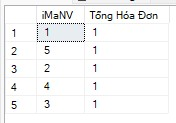 iMaNV Tổng Hóa Đơn
1 1 1
2 5 1
3 2 1
4 4 1
5 3 1